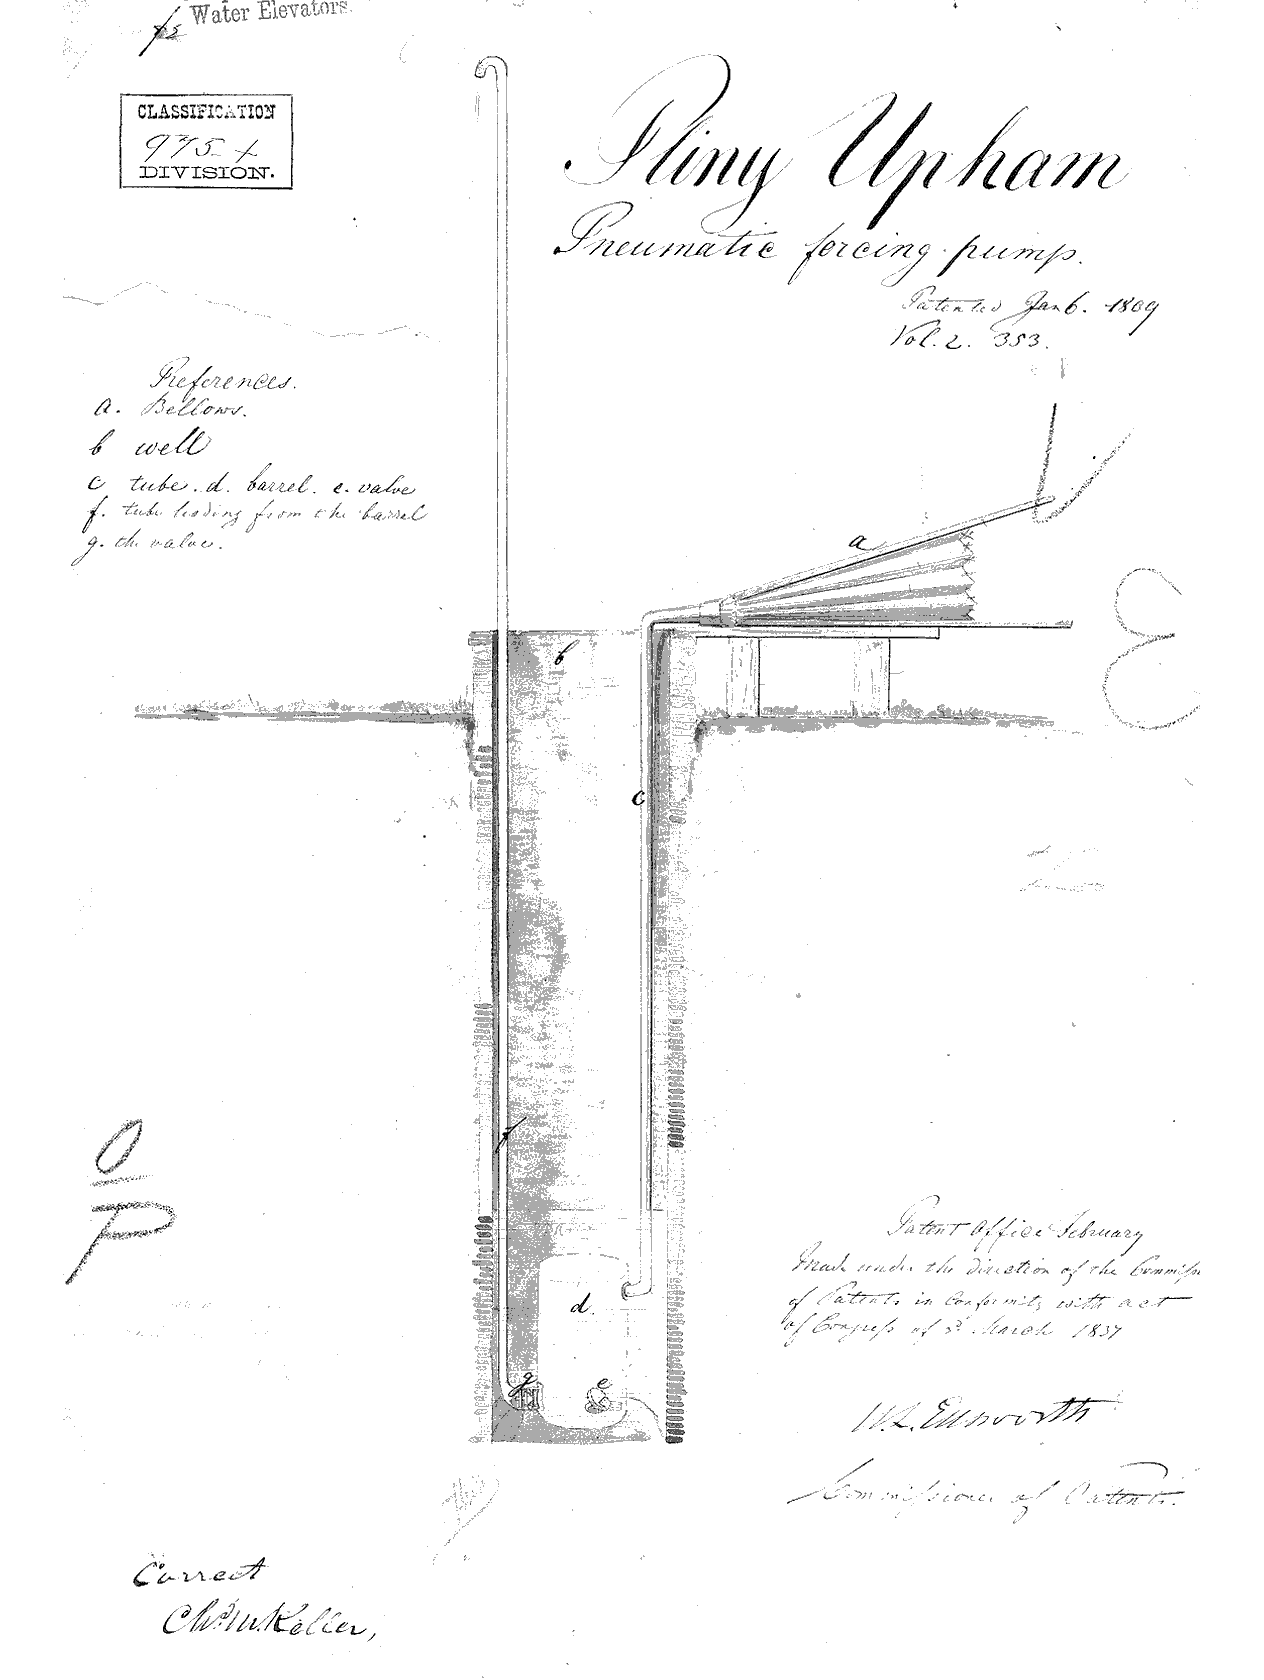 Water Elevators.
CLASSIFICATION
975 +
DIVISION.
Pliny Upham
Pneumatic forcing pump.
Patented Jan 6. 1809
Vol. 2. 353.
References.
a. Bellows.
b well
c tube. d. barrel. e. valve
f. tube leading from the barrel
g. the valve.
a
b
c
f
d.
g
e
O
P
Patent Office February
Made under the direction of the Commissr
of Patents in conformity with act
of Congress of 3d. March 1837
H. L. Ellsworth
Commissioner of Patents.
Correct
Chs. M. Keller,